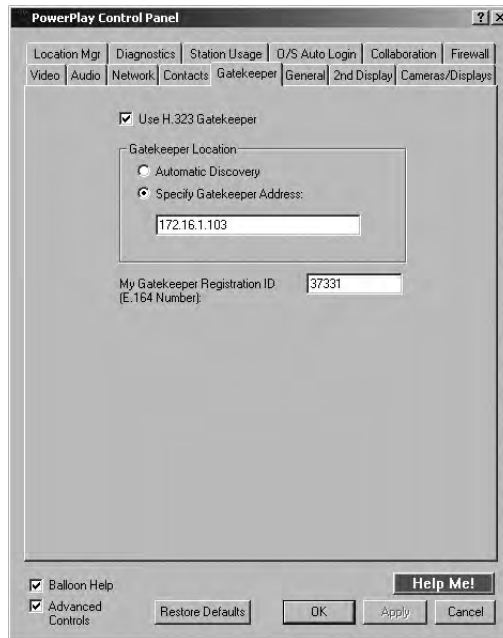 PowerPlay Control Panel
Location Mgr Diagnostics Station Usage O/S Auto Login Collaboration Firewall
Video Audio Network Contacts Gatekeeper General 2nd Display Cameras/Displays
Use H.323 Gatekeeper
Gatekeeper Location
Automatic Discovery
Specify Gatekeeper Address:
172.16.1.103
My Gatekeeper Registration ID 37331
(E.164 Number):
Balloon Help
Help Me!
Advanced
Controls
Restore Defaults OK Apply Cancel